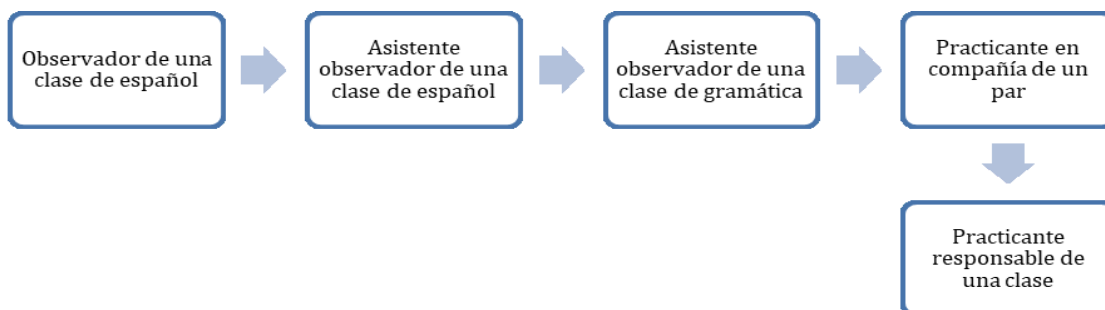 Observador de una
clase de español
Asistente
observador de una
clase de español
Asistente
observador de una
clase de gramática
Practicante en
compañía de un
par
Practicante
responsable de
una clase